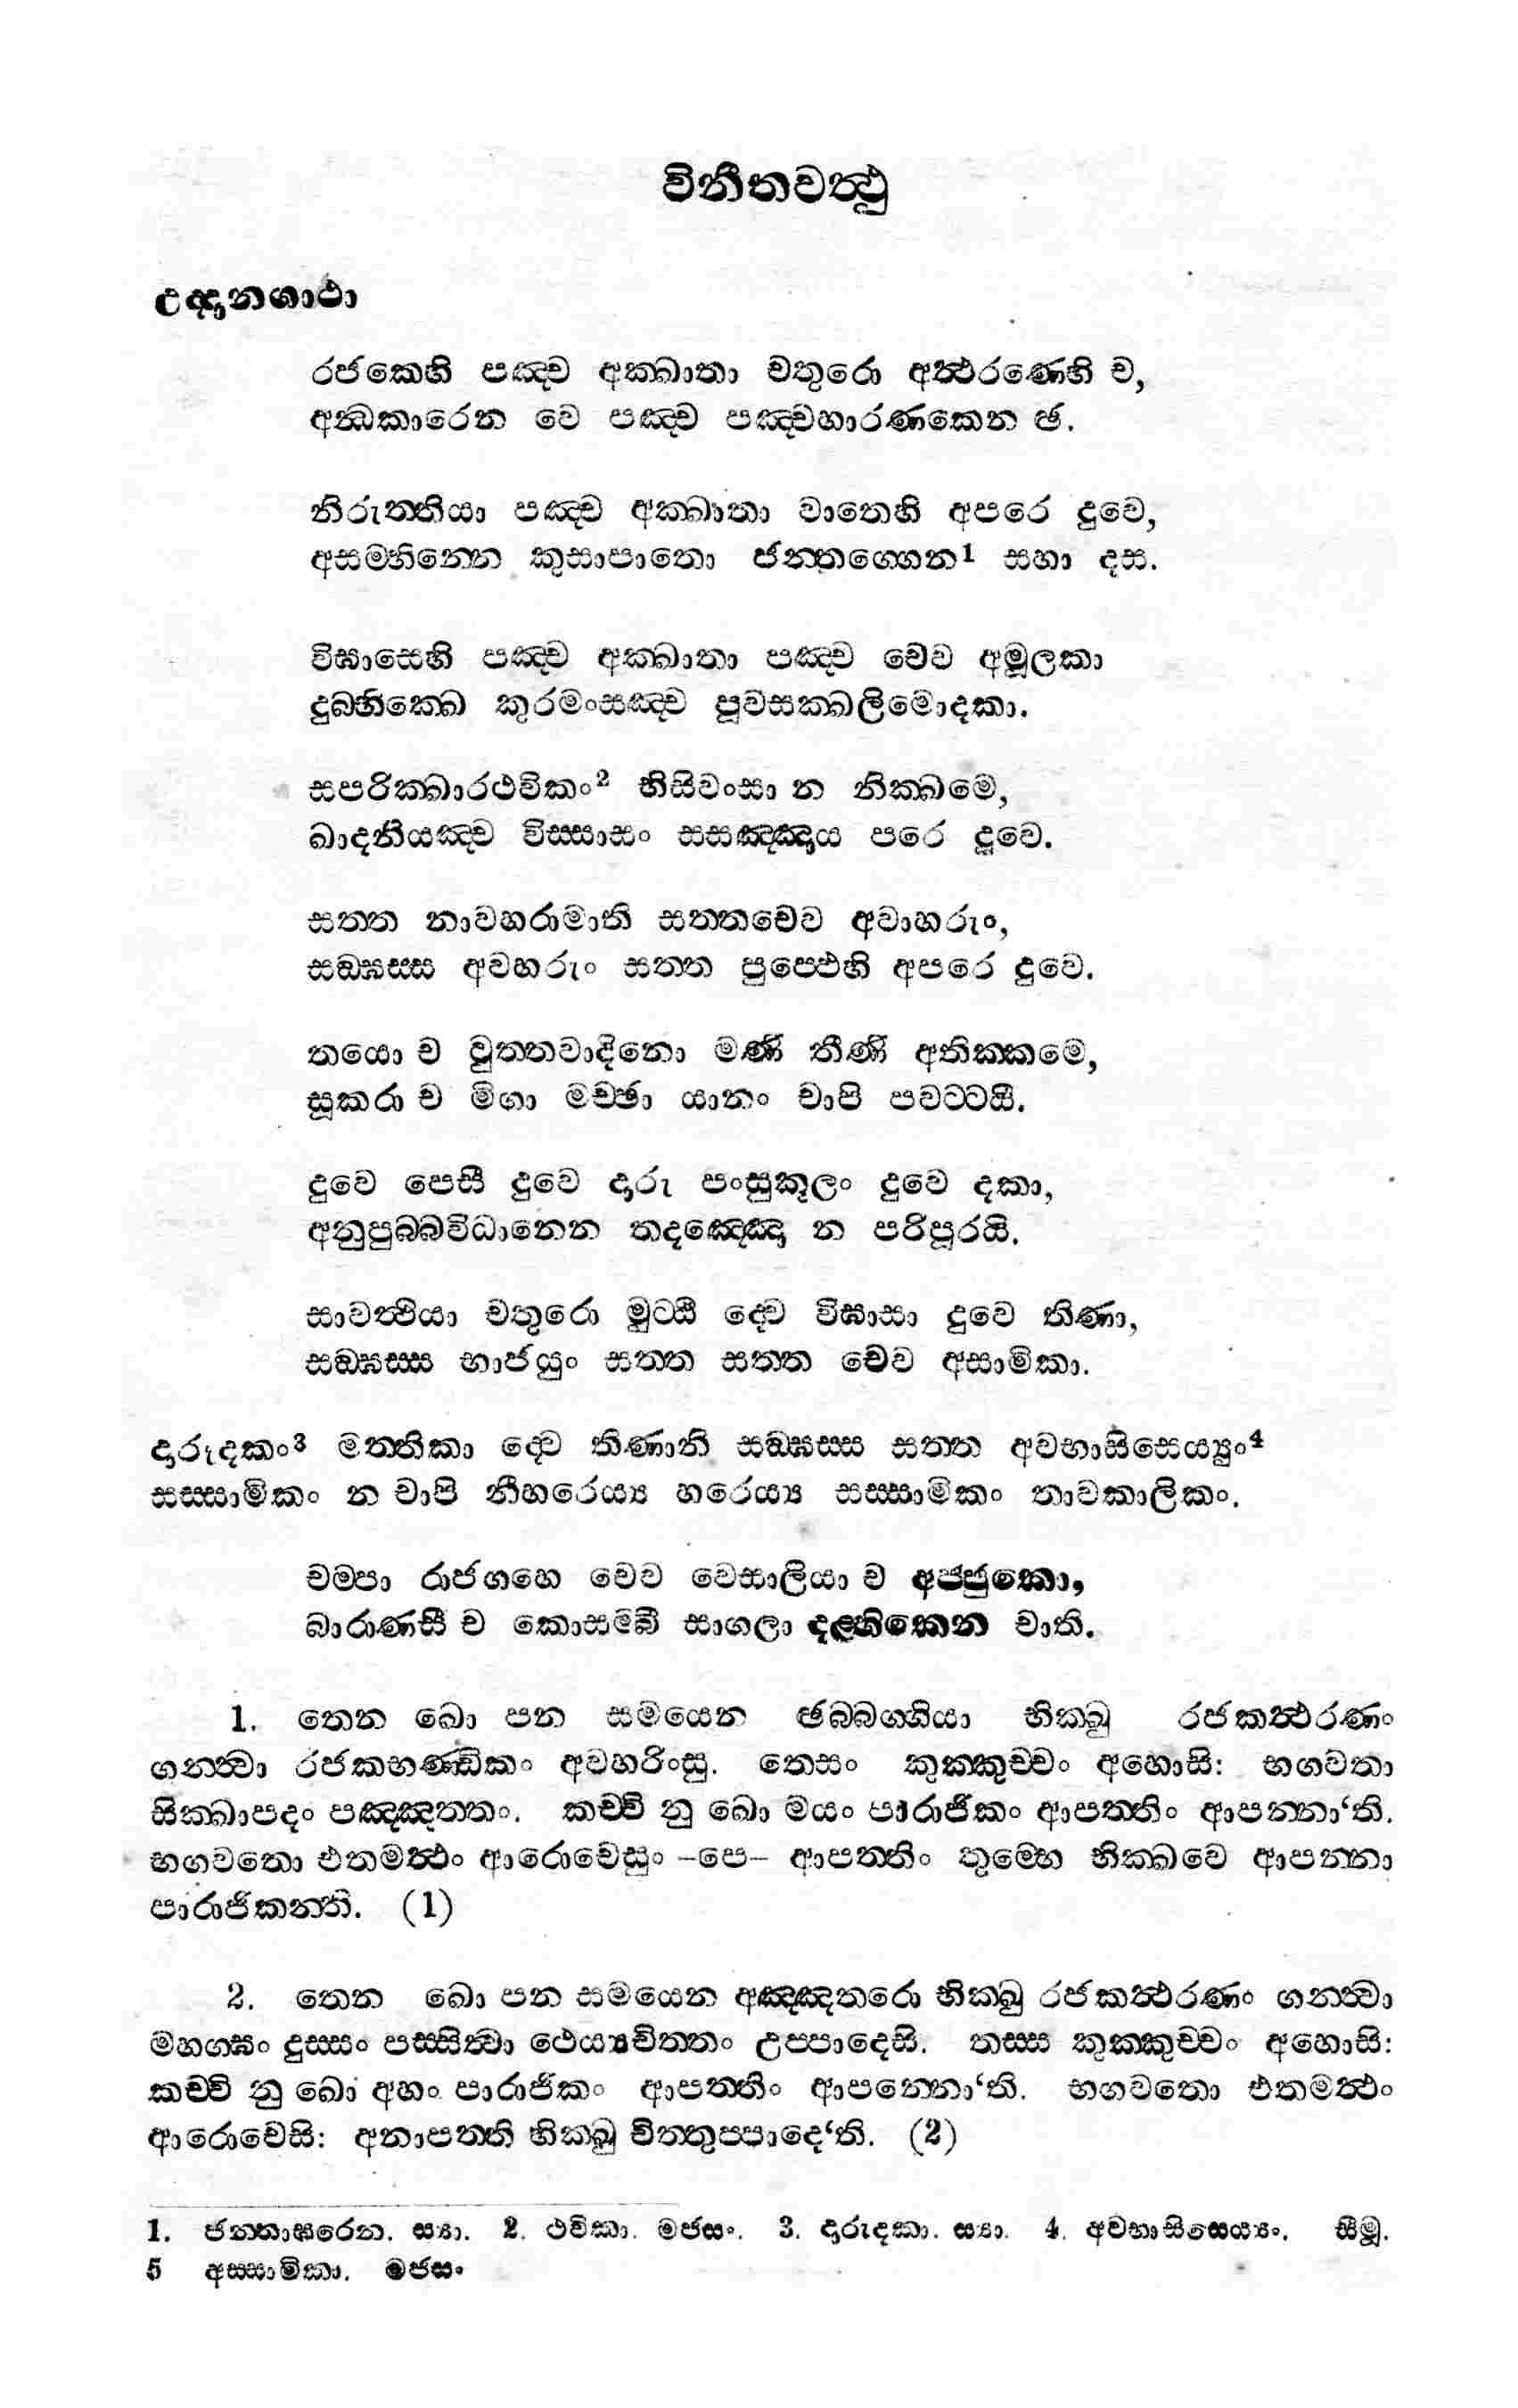 විනීතවත්‍ථු
උද්‍දානගාථා
රජකෙහි පඤ්ච අක්ඛාතා චතුරො අත්‍ථරණෙහි ච,
අන්‍ධකාරෙන වෙ පඤ්ච පඤ්චහාරණකෙන ඡ.
නිරුත්තියා පඤ්ච අක්ඛාතා වාතෙහි අපරෙ දුවෙ,
අසම්භින්නෙ කුසාපාතො ජන්තග්ගෙන1 සහා දස.
විඝාසෙහි පඤ්ච අක්ඛාතා පඤ්ච චෙව අමූලකා
දුබ්භික්ඛෙ කුරමංසඤ්ච පූවසක්ඛලිමොදකා.
සපරික්ඛාරථවිකං2 භිසිවංසා න නික්ඛමෙ,
ඛාදනියඤ්ච විස්සාසං සසඤ්ඤාය පරෙ දූවෙ.
සත්ත නාවහරාමාති සත්තචෙව අවාහරුං,
සඞ්ඝස්ස අවහරුං සත්ත පුප්ඵෙහි අපරෙ දුවෙ.
තයො ච වුත්තවාදිනො මණි තීණි අතික්කමෙ,
සූකරා ච මිගා මච්ඡා යානං චාපි පවට්ටයී.
දුවෙ පෙසී දුවෙ දාරු පංසුකූලං දුවෙ දකා,
අනුපුබ්බවිධානෙන තදඤ්ඤො න පරිපූරයි.
සාවත්‍ථියා චතුරො මුට්ඨී ද්වෙ විඝාසා දුවෙ තිණා,
සඞ්ඝස්ස භාජයුං සත්ත සත්ත චෙව අසාමිකා.
දාරුදකං3 මත්තිකා ද්වෙ තිණානි සඞ්ඝස්ස සත්ත අවභාසිසෙය්‍යුං4
සස්සාමිකං න චාපි නීහරෙය්‍ය හරෙය්‍ය සස්සාමිකං තාවකාලිකං.
චම්පා රාජගහෙ චෙව වෙසාලියා ච අජ්ජුකො,
බාරාණසී ච කොසම්බී සාගලා දළ්හිකෙන චාති.
1. තෙන ඛො පන සමයෙන ඡබ්බග්ගියා භික්ඛූ රජකත්‍ථරණං
ගන්ත්‍වා රජකභණ්ඩිකං අවහරිංසු. තෙසං කුක්කුච්චං අහොසි: භගවතා
සික්ඛාපදං පඤ්ඤත්තං. කච්චි නු ඛො මයං පාරාජිකං ආපත්තිං ආපන්නා‘ති.
භගවතො එතමත්‍ථං ආරොචෙසුං -පෙ- ආපත්තිං තුම්හෙ භික්ඛවෙ ආපන්නා
පාරාජිකන්ති. (1)
2. තෙන ඛො පන සමයෙන අඤ්ඤතරො භික්ඛු රජකත්‍ථරණං ගන්ත්‍වා
මහග්ඝං දුස්සං පස්සිත්‍වා ථෙය්‍යචිත්තං උප්පාදෙසි. තස්ස කුක්කුච්චං අහොසි:
කච්චි නු ඛො අහං පාරාජිකං ආපත්තිං ආපන්නො‘ති. භගවතො එතමත්‍ථං
ආරොචෙසි: අනාපත්ති භික්ඛු චිත්තුප්පාදෙ‘ති. (2)
1. ජන්තාඝරෙන. ස්‍යා. 2. ථවිකා. මජසං. 3. දාරුදකා. ස්‍යා. 4. අවභාසිසෙය්‍යං. සීමු.
5 අස්සාමිකා. මජසං